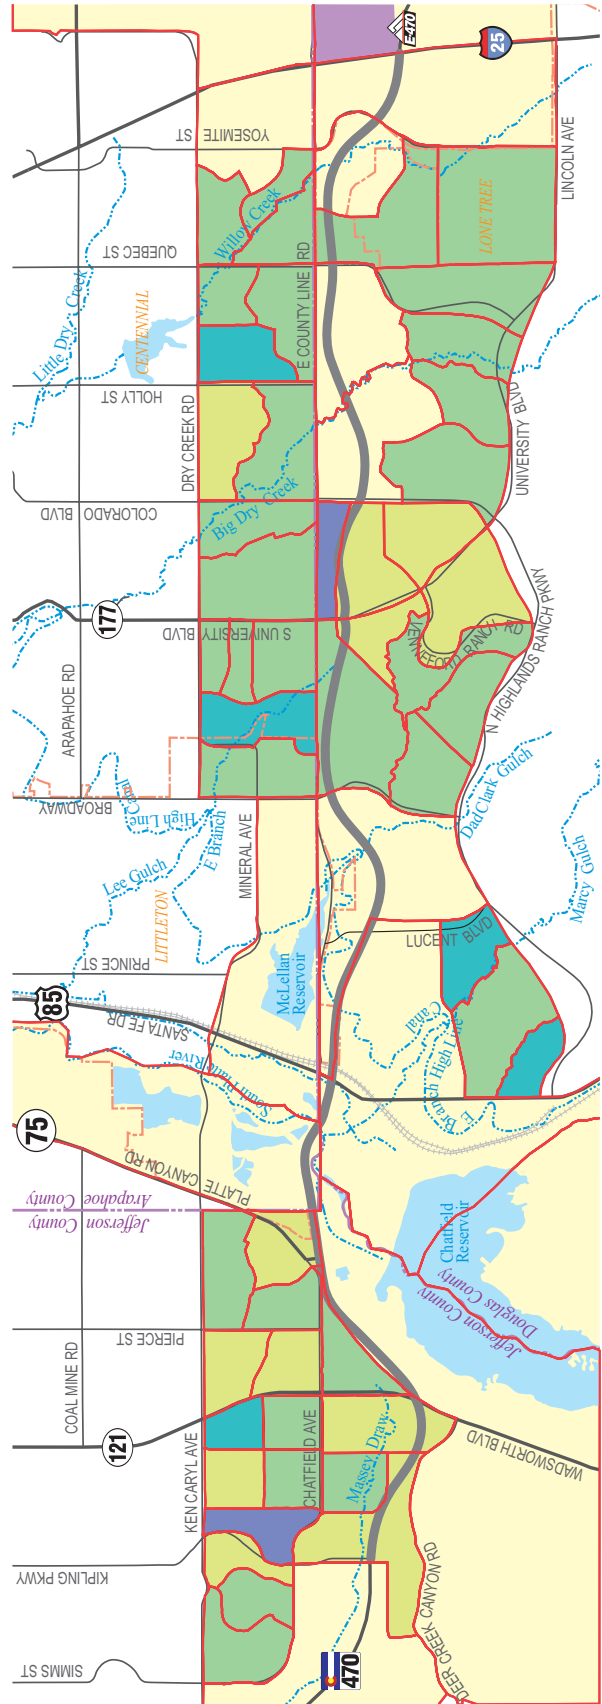 E-470
25
YOSEMITE ST
LINCOLN AVE
Willow Creek
LONE TREE
QUEBEC ST
E COUNTY LINE RD
Little Dry Creek
CENTENNIAL
HOLLY ST
DRY CREEK RD
UNIVERSITY BLVD
COLORADO BLVD
Big Dry Creek
177
S UNIVERSITY BLVD
VENNEFORD RANCH RD
N HIGHLANDS RANCH PKWY
ARAPAHOE RD
BROADWAY
High Line
Canal
E Branch
MINERAL AVE
Dad Clark Gulch
Lee Gulch
LITTLETON
Marcy Gulch
LUCENT BLVD
PRINCE ST
McLellan
Reservoir
85
SANTA FE DR
South Platte River
E
Branch High Line
Canal
75
PLATTE CANYON RD
Arapahoe County
Jefferson County
Chatfield
Reservoir
Jefferson County
Douglas County
PIERCE ST
COAL MINE RD
121
KEN CARYL AVE
CHATFIELD AVE
Massey Draw
WADSWORTH BLVD
KIPLING PKWY
DEER CREEK CANYON RD
SIMMS ST
C
470